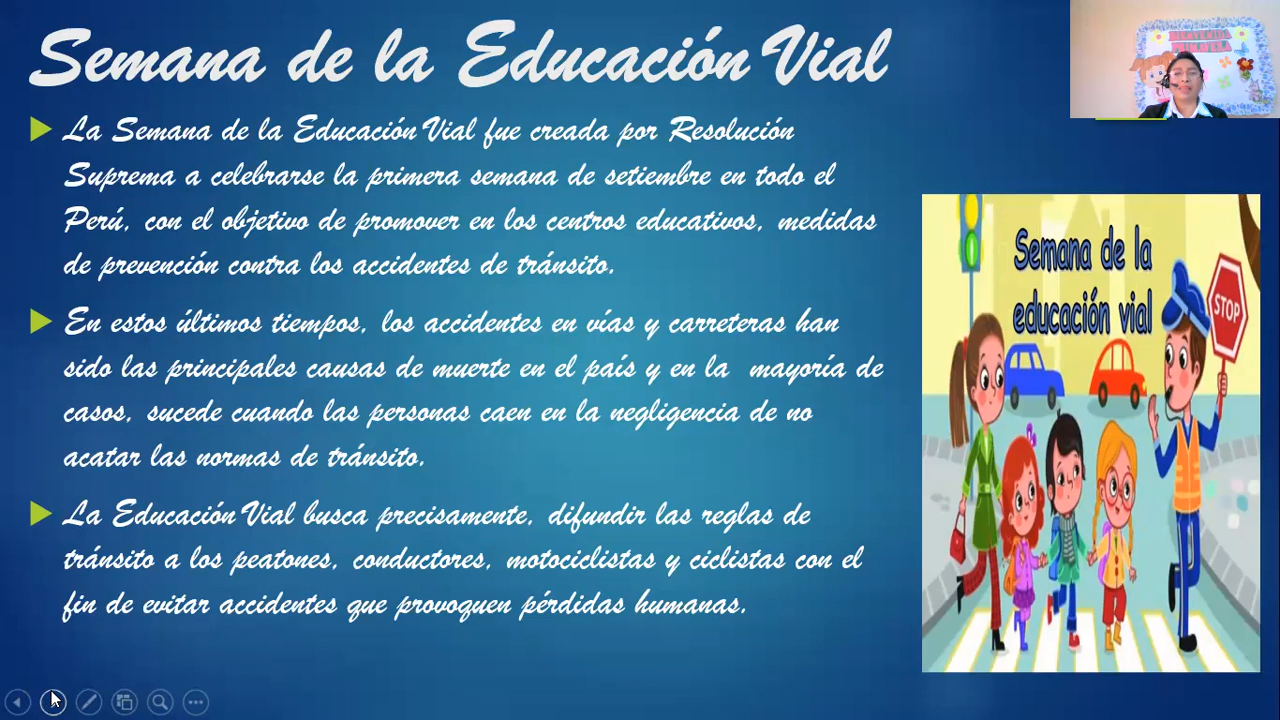 Semana de la Educación Vial
La Semana de la Educación Vial fue creada por Resolución
Suprema a celebrarse la primera semana de setiembre en todo el
Perú, con el objetivo de promover en los centros educativos, medidas
de prevención contra los accidentes de tránsito.
En estos últimos tiempos, los accidentes en vías y carreteras han
sido las principales causas de muerte en el país y en la mayoría de
casos, sucede cuando las personas caen en la negligencia de no
acatar las normas de tránsito.
La Educación Vial busca precisamente, difundir las reglas de
tránsito a los peatones, conductores, motociclistas y ciclistas con el
fin de evitar accidentes que provoquen pérdidas humanas.
BIENVENIDA
PRIMAVERA
Semana de la
educación vial
STOP